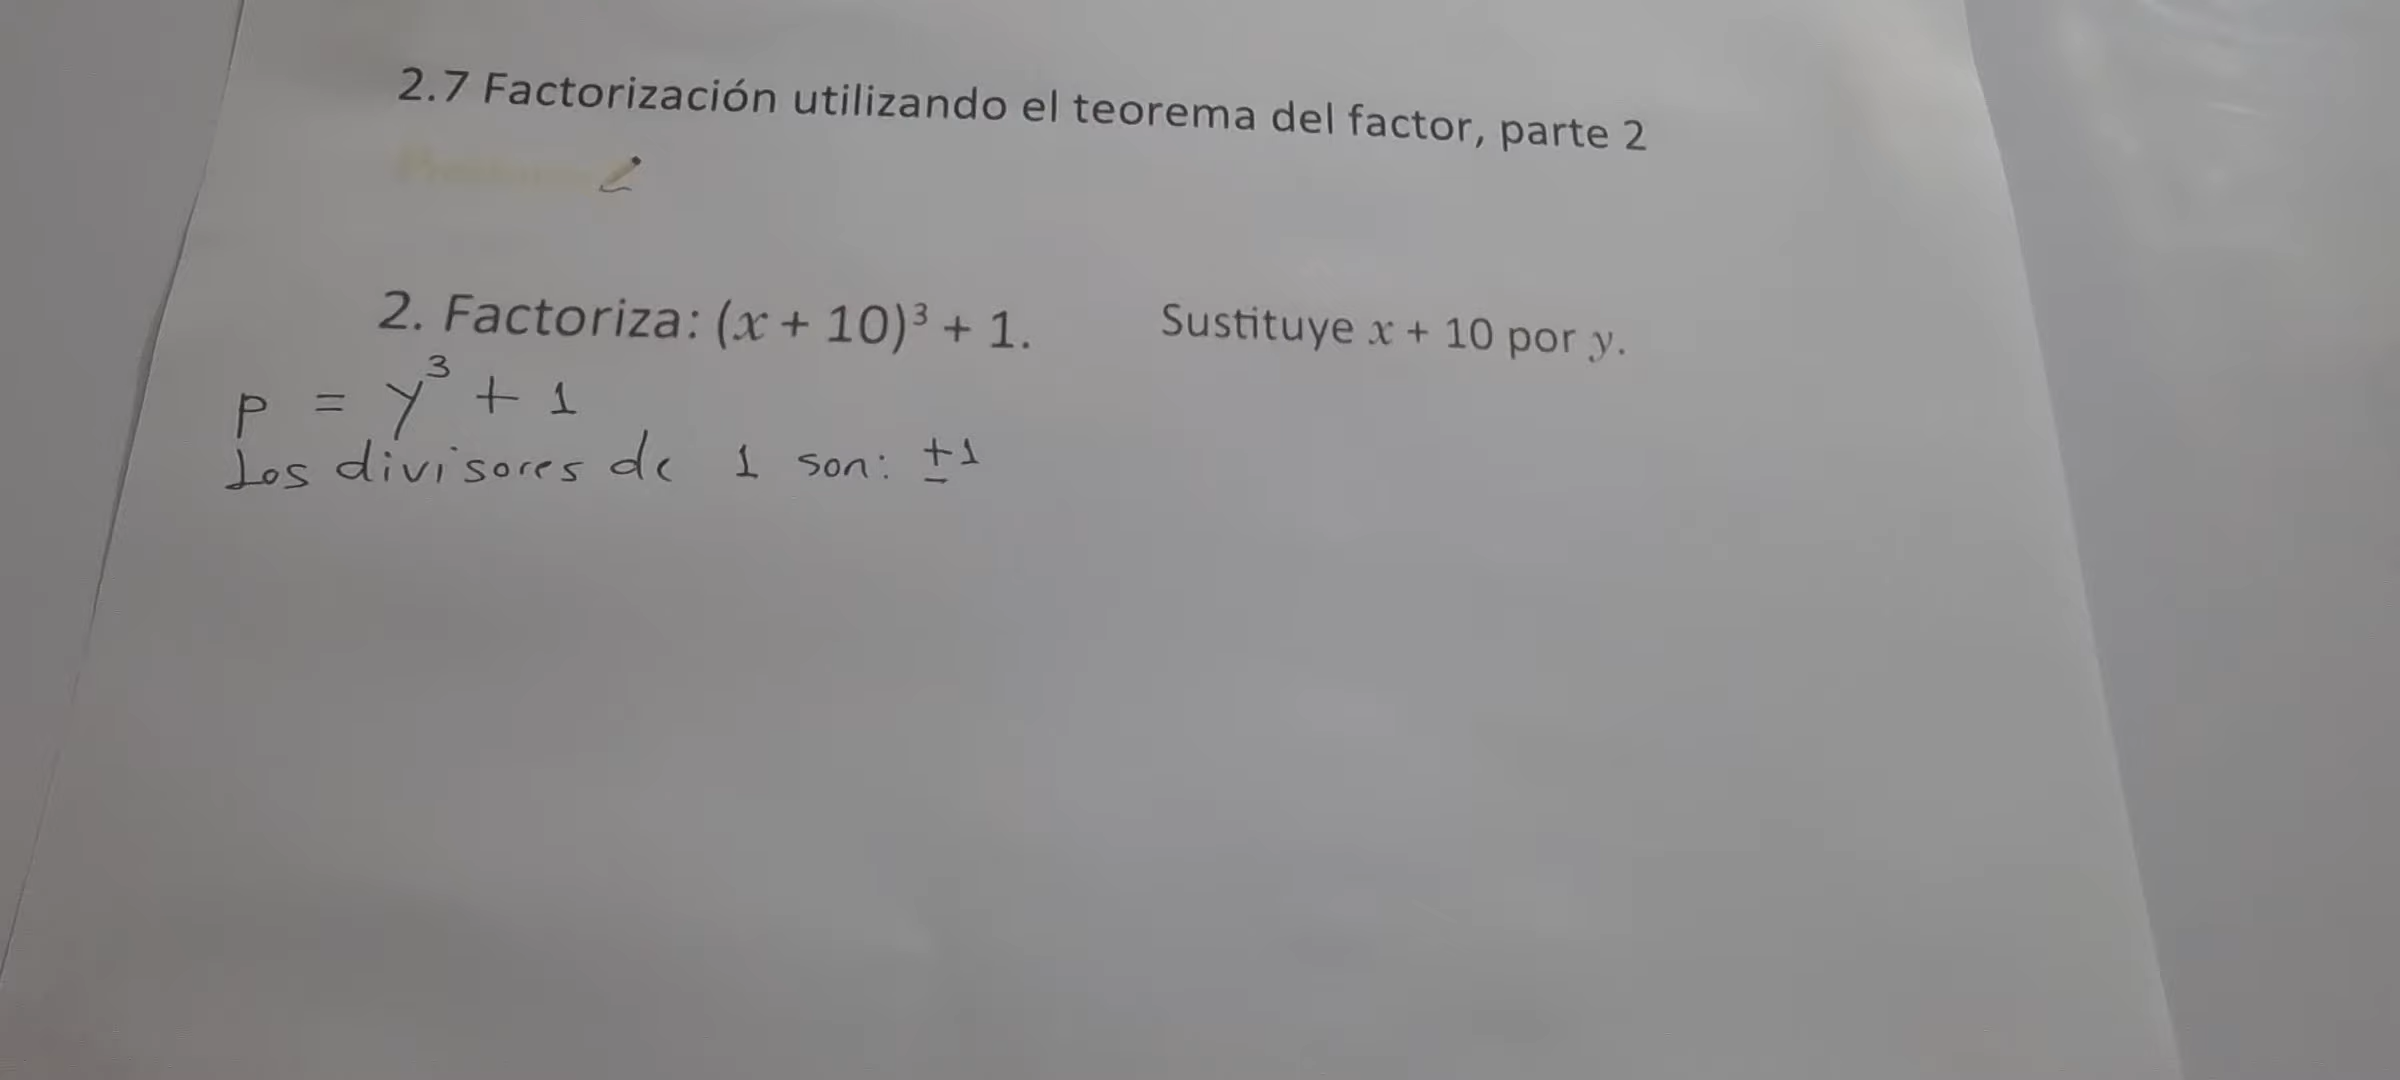 2.7 Factorización utilizando el teorema del factor, parte 2
2. Factoriza: (x + 10)³ + 1. Sustituye x + 10 por y.
P = y³ + 1
Los divisores de 1 son: ±1